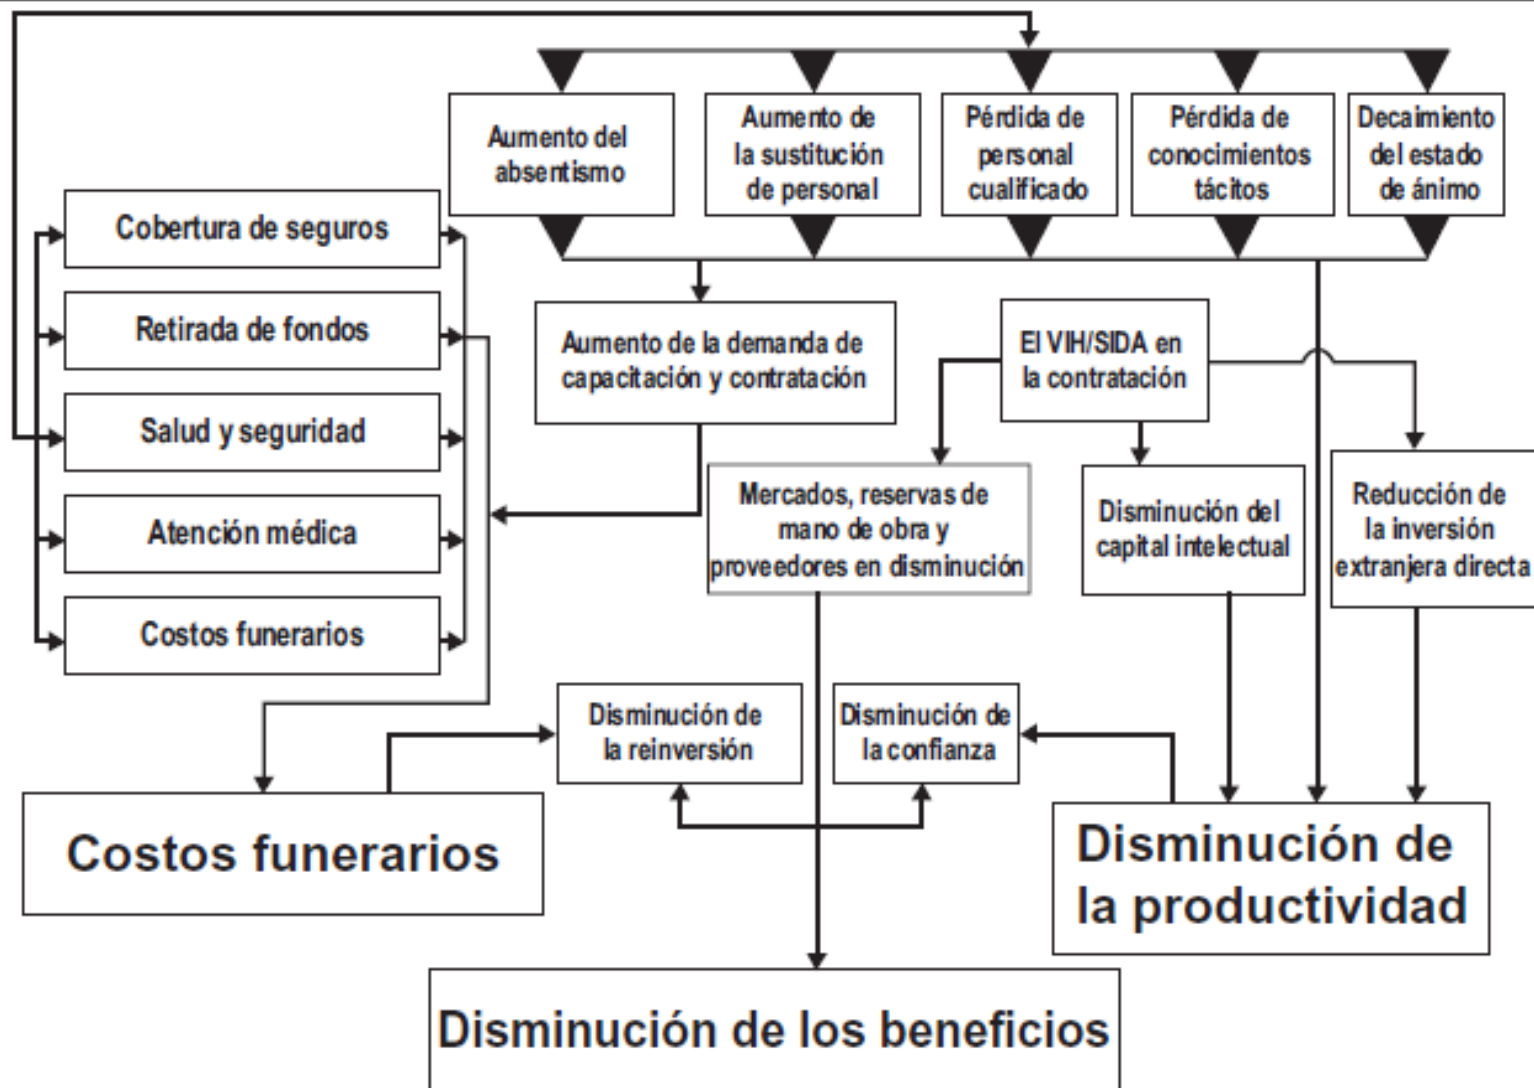 Aumento del
absentismo
Aumento de
la sustitución
de personal
Pérdida de
personal
cualificado
Pérdida de
conocimientos
tácitos
Decaimiento
del estado
de ánimo
Cobertura de seguros
Retirada de fondos
Salud y seguridad
Atención médica
Costos funerarios
Aumento de la demanda de
capacitación y contratación
El VIH/SIDA en
la contratación
Mercados, reservas de
mano de obra y
proveedores en disminución
Disminución del
capital intelectual
Reducción de
la inversión
extranjera directa
Disminución de
la reinversión
Disminución de
la confianza
Costos funerarios
Disminución de
la productividad
Disminución de los beneficios